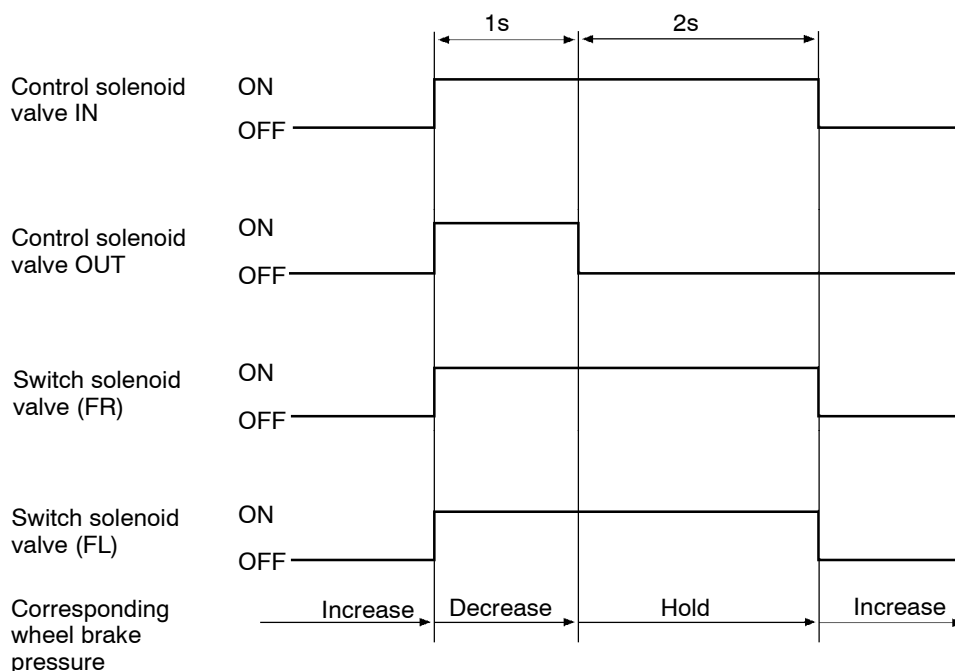 1s
2s
Control solenoid
valve IN
ON
OFF
Control solenoid
valve OUT
ON
OFF
Switch solenoid
valve (FR)
ON
OFF
Switch solenoid
valve (FL)
ON
OFF
Corresponding
wheel brake
pressure
Increase
Decrease
Hold
Increase